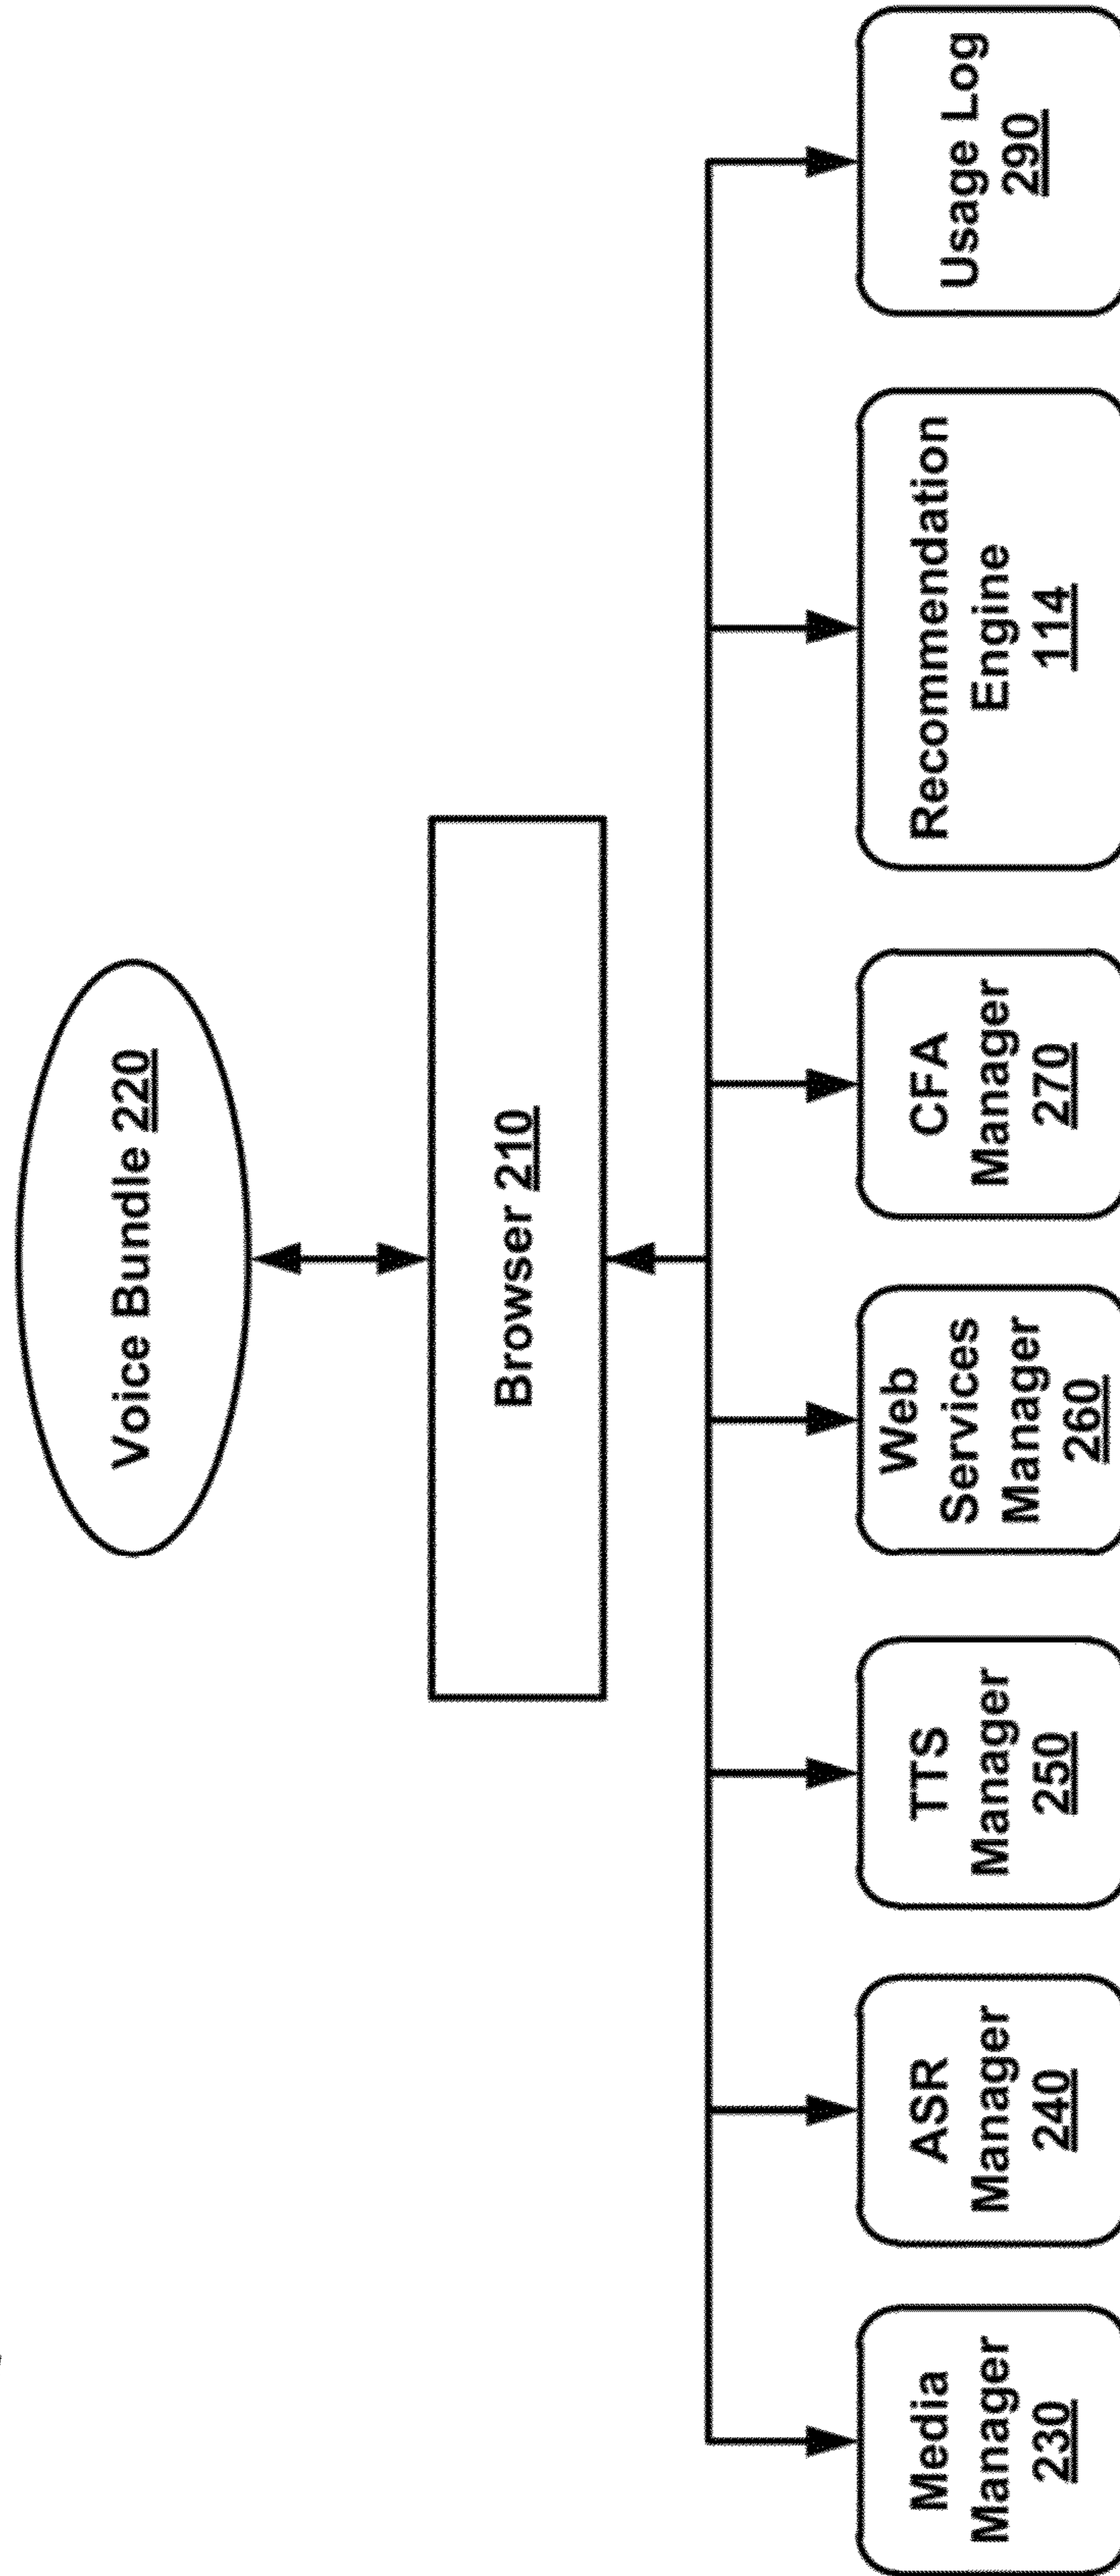 Voice Bundle 220
Browser 210
Media
Manager
230
ASR
Manager
240
TTS
Manager
250
Web
Services
Manager
260
CFA
Manager
270
Recommendation
Engine
114
Usage Log
290